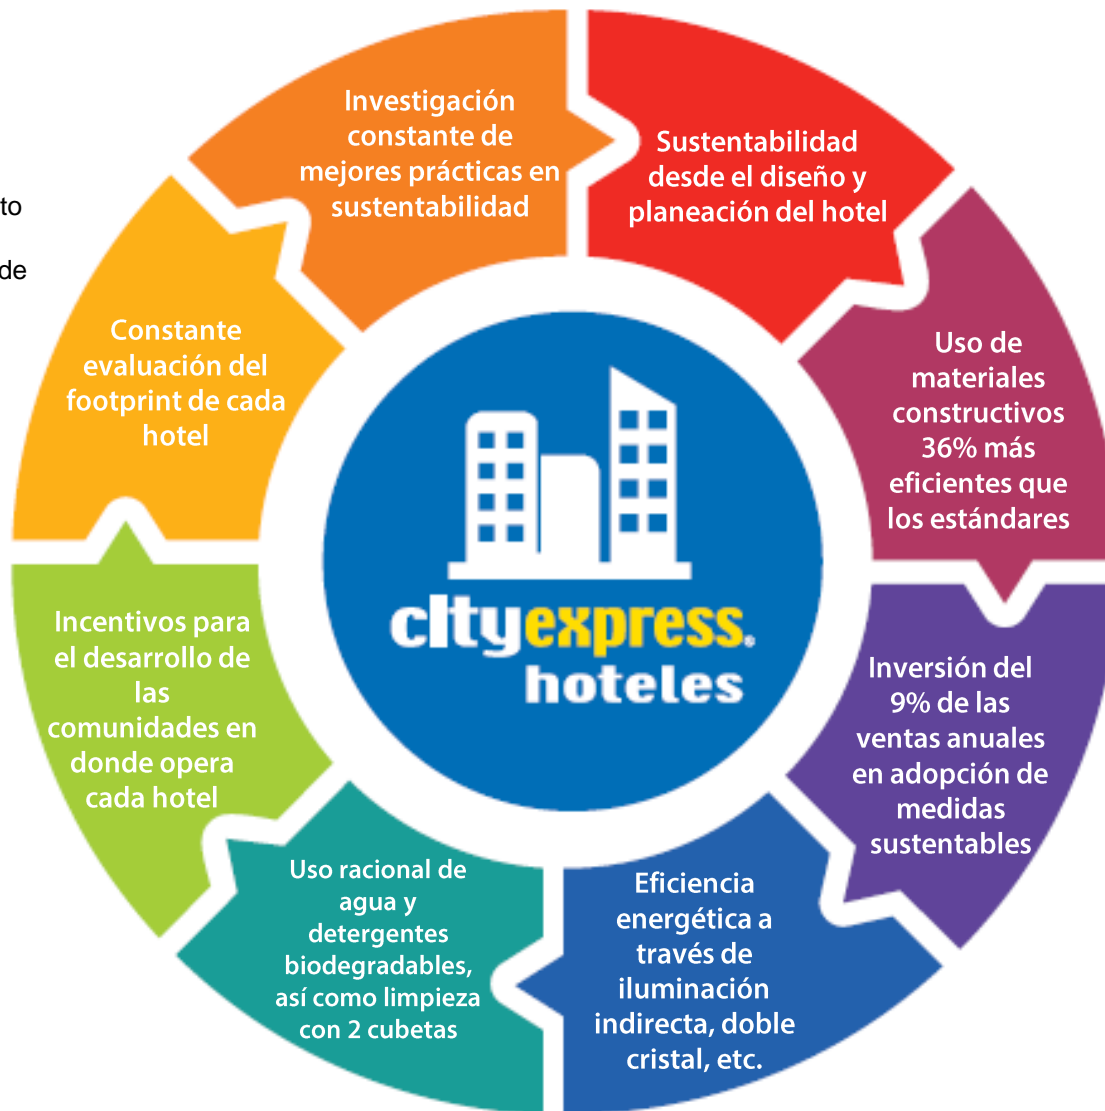 Investigación
constante de
mejores prácticas en
sustentabilidad
Sustentabilidad
desde el diseño y
planeación del hotel
Uso de
materiales
constructivos
36% más
eficientes que
los estándares
Inversión del
9% de las
ventas anuales
en adopción de
medidas
sustentables
Eficiencia
energética a
través de
iluminación
indirecta, doble
cristal, etc.
Uso racional de
agua y
detergentes
biodegradables,
así como limpieza
con 2 cubetas
Incentivos para
el desarrollo de
las
comunidades en
donde opera
cada hotel
Constante
evaluación del
footprint de cada
hotel
cityexpress®
hoteles
to
de